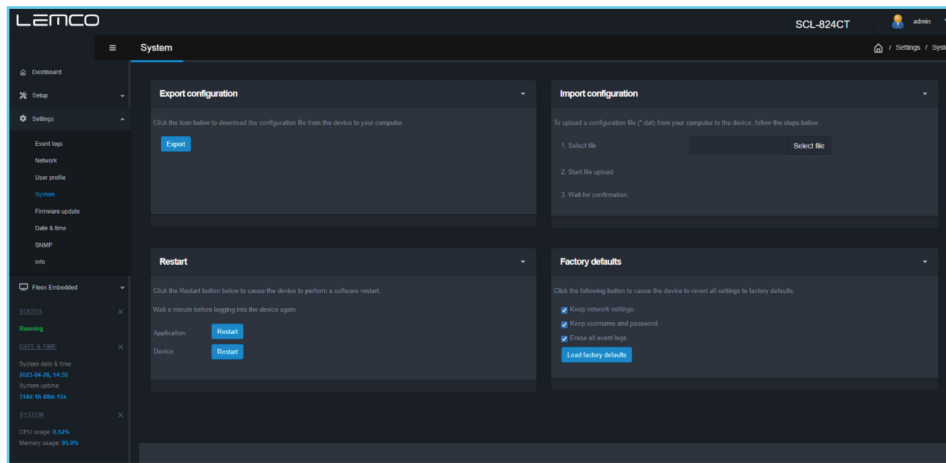 LEMCO
SCL-824CT
admin
System
/ Settings / Syste
Dashboard
Setup
Settings
Event logs
Network
User profile
System
Firmware update
Date & time
SNMP
Info
Fleex Embedded
STATUS
Running
DATE & TIME
System date & time:
2023-04-26, 14:36
System uptime:
314d 1h 48m 15s
SYSTEM
CPU usage: 0.92%
Memory usage: 95.9%
Export configuration
Click the icon below to download the configuration file from the device to your computer.
Export
Import configuration
To upload a configuration file (*.dat) from your computer to the device, follow the steps below
1. Select file
Select file
2. Start file upload
3. Wait for confirmation
Restart
Click the Restart button below to cause the device to perform a software restart.
Wait a minute before logging into the device again.
Application: Restart
Device: Restart
Factory defaults
Click the following button to cause the device to revert all settings to factory defaults.
Keep network settings
Keep username and password
Erase all event logs
Load factory defaults